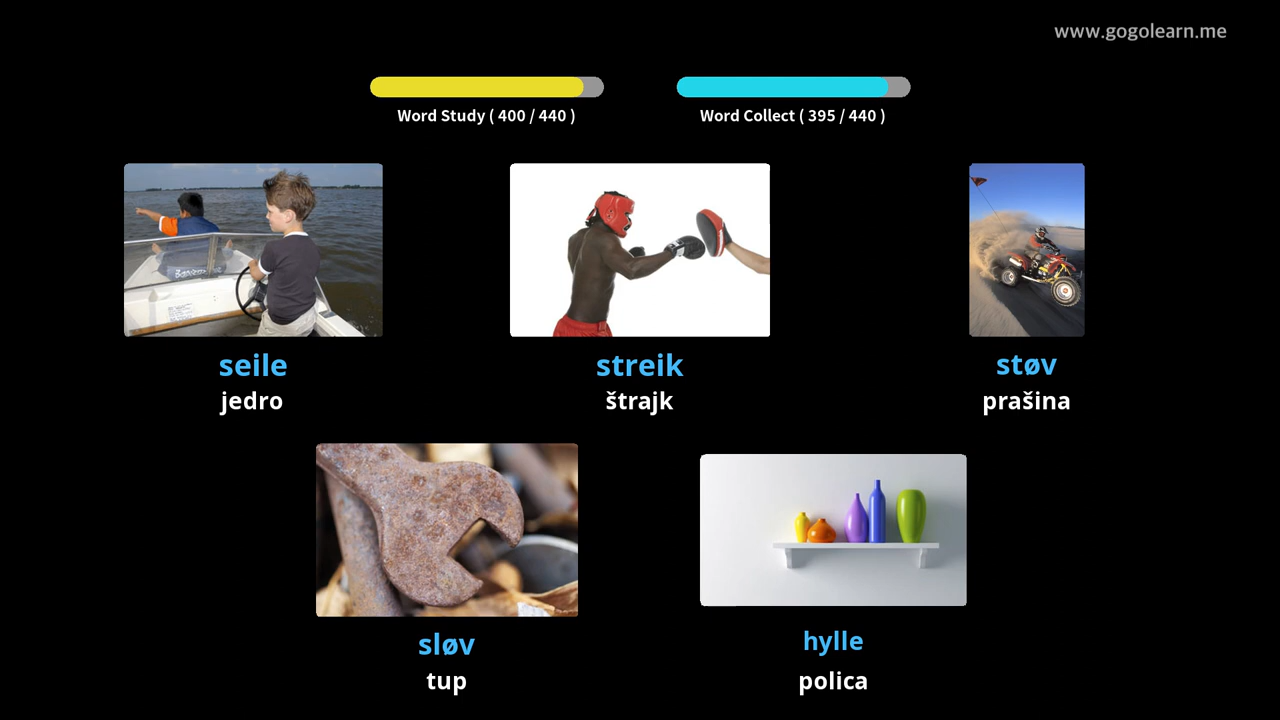 www.gogolearn.me
Word Study ( 400 / 440 )
Word Collect ( 395 / 440 )
seile
jedro
streik
štrajk
støv
prašina
sløv
tup
hylle
polica